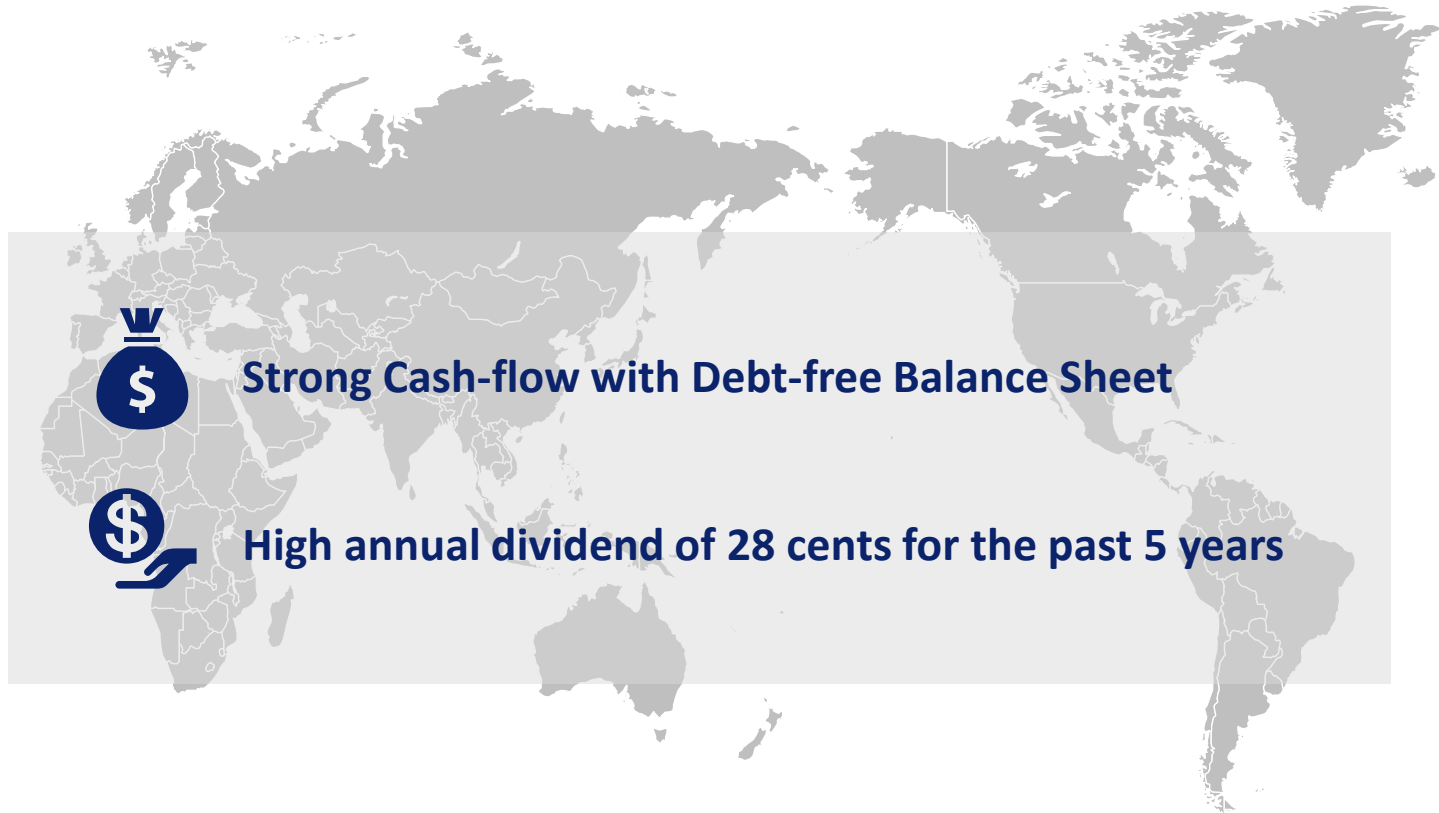 $
Strong Cash-flow with Debt-free Balance Sheet
$
High annual dividend of 28 cents for the past 5 years